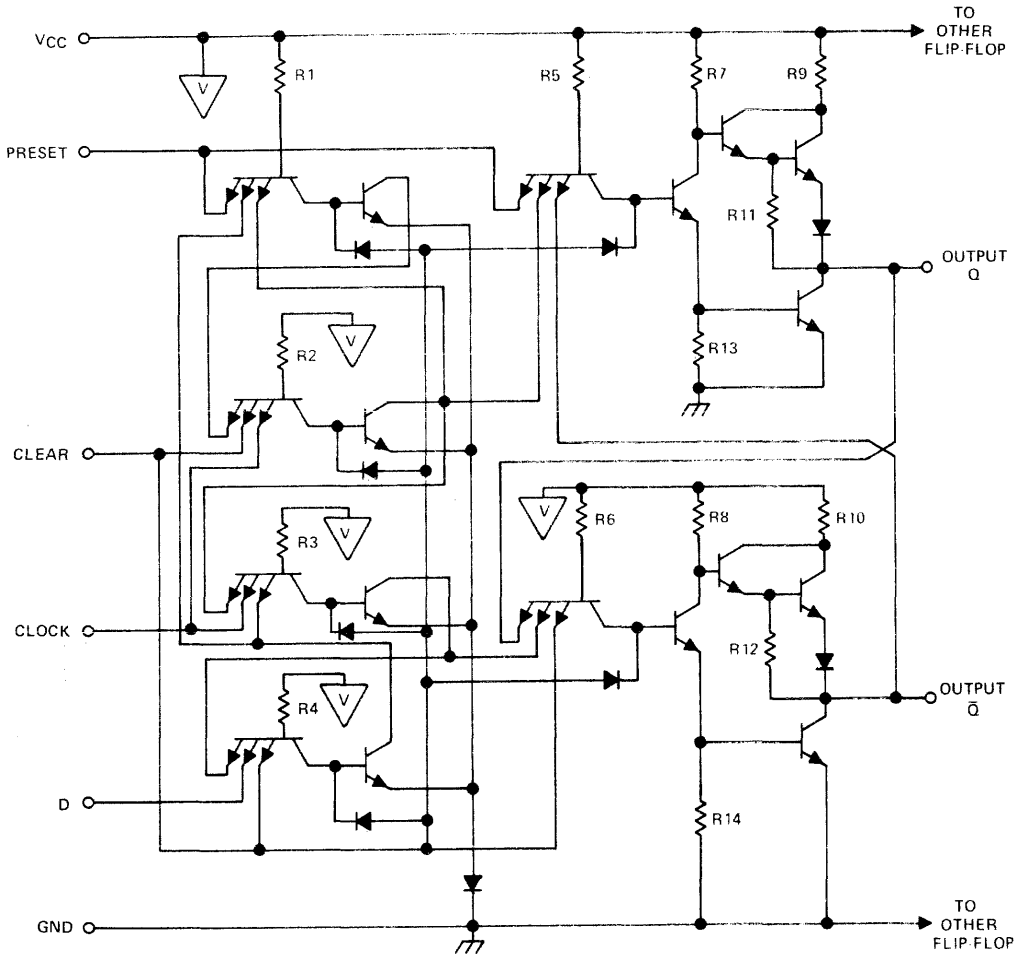 TO
OTHER
FLIP-FLOP
VCC
V
R1
R5
R7
R9
PRESET
R11
OUTPUT
Q
R2
V
R13
CLEAR
V
R6
R8
R10
R3
V
CLOCK
R12
R4
V
OUTPUT
Q̅
D
R14
GND
TO
OTHER
FLIP-FLOP